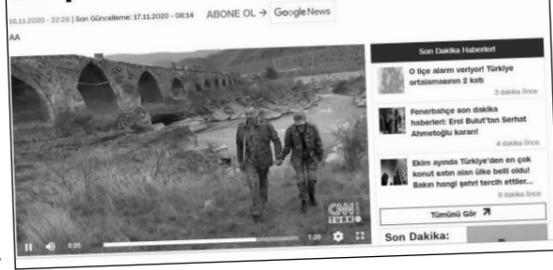 16.11.2020 - 22:26 | Son Güncelleme: 17.11.2020 - 08:14
ABONE OL → Google News
AA
Son Dakika Haberleri
O ilçe alarm veriyor! Türkiye
ortalamasının 2 katı
3 dakika önce
Fenerbahçe son dakika
haberleri: Erol Bulut'tan Serhat
Ahmetoğlu kararı!
4 dakika önce
Ekim ayında Türkiye'den en çok
konut satın alan ülke belli oldu!
Bakın hangi şehri tercih ettiler...
8 dakika önce
Tümünü Gör
Son Dakika:
CNN
TÜRK
0:05
1:20